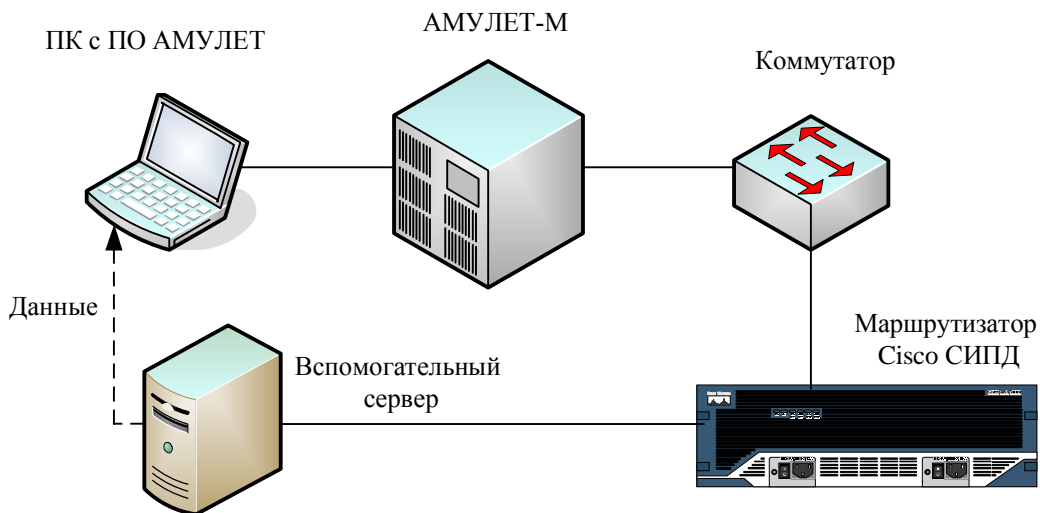 ПК с ПО АМУЛЕТ
АМУЛЕТ-М
Коммутатор
Данные
Вспомогательный
сервер
Маршрутизатор
Cisco СИПД